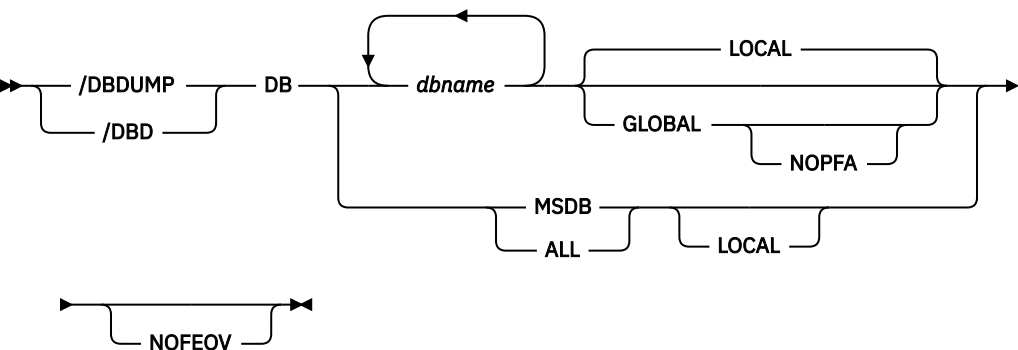 LOCAL
/DBDUMP DB dbname
/DBD GLOBAL
NOPFA
MSDB
ALL LOCAL
NOFEOV